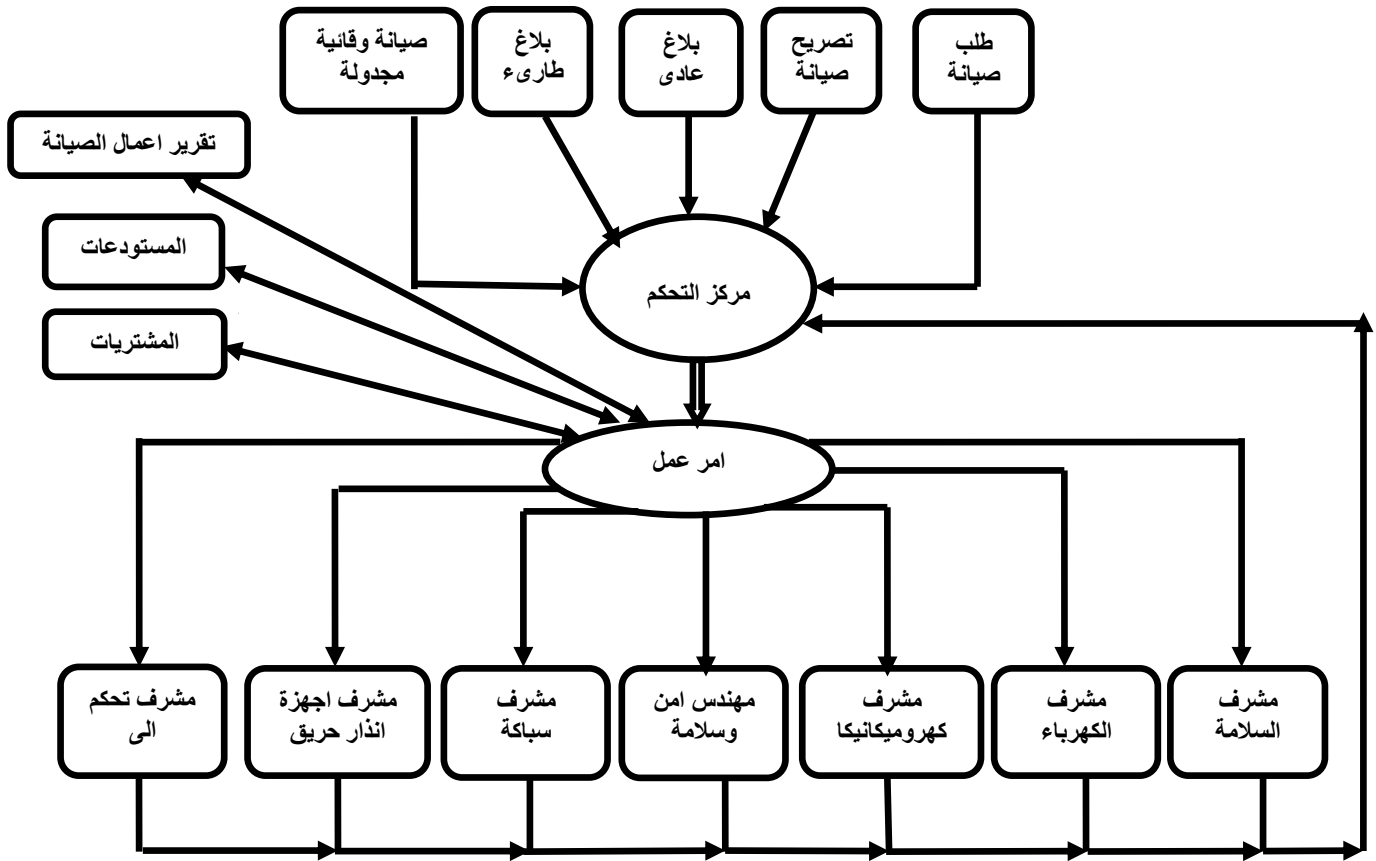 طلب
صيانة
تصريح
صيانة
بلاغ
عادى
بلاغ
طارىء
صيانة وقائية
مجدولة
تقرير اعمال الصيانة
المستودعات
المشتريات
مركز التحكم
امر عمل
مشرف
السلامة
مشرف
الكهرباء
مشرف
كهروميكانيكا
مهندس امن
وسلامة
مشرف
سباكة
مشرف اجهزة
انذار حريق
مشرف تحكم
الى